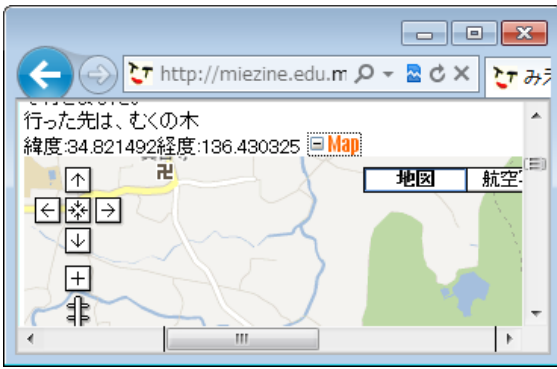 http://miezine.edu.m
みえ
行った先は、むくの木
緯度:34.821492経度:136.430325 Map
卍
地図
航空